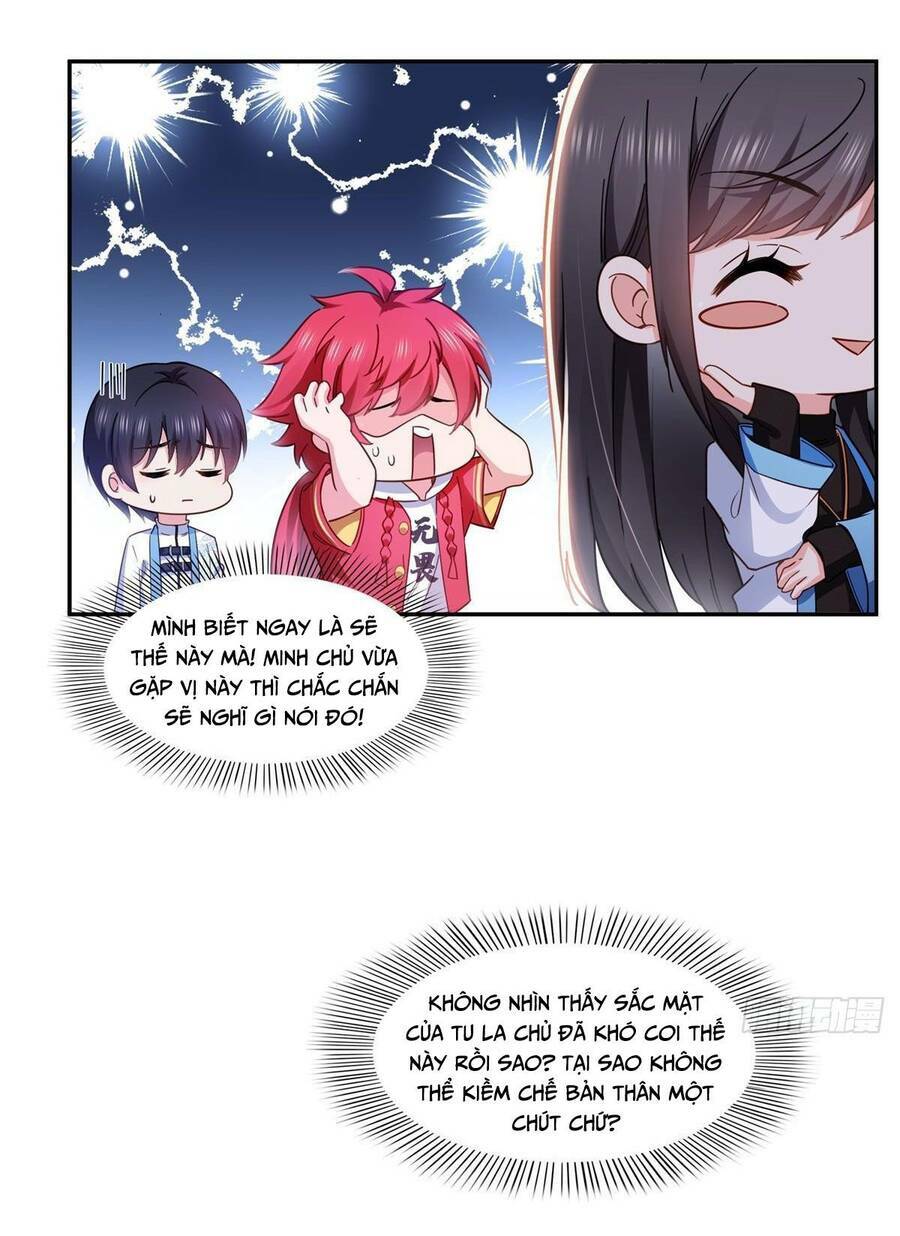 无畏
MÌNH BIẾT NGAY LÀ SẼ
THẾ NÀY MÀ! MINH CHỦ VỪA
GẶP VỊ NÀY THÌ CHẮC CHẮN
SẼ NGHĨ GÌ NÓI ĐÓ!
KHÔNG NHÌN THẤY SẮC MẶT
CỦA TU LA CHỦ ĐÃ KHÓ COI THẾ
NÀY RỒI SAO? TẠI SAO KHÔNG
THỂ KIỀM CHẾ BẢN THÂN MỘT
CHÚT CHỨ?
动漫